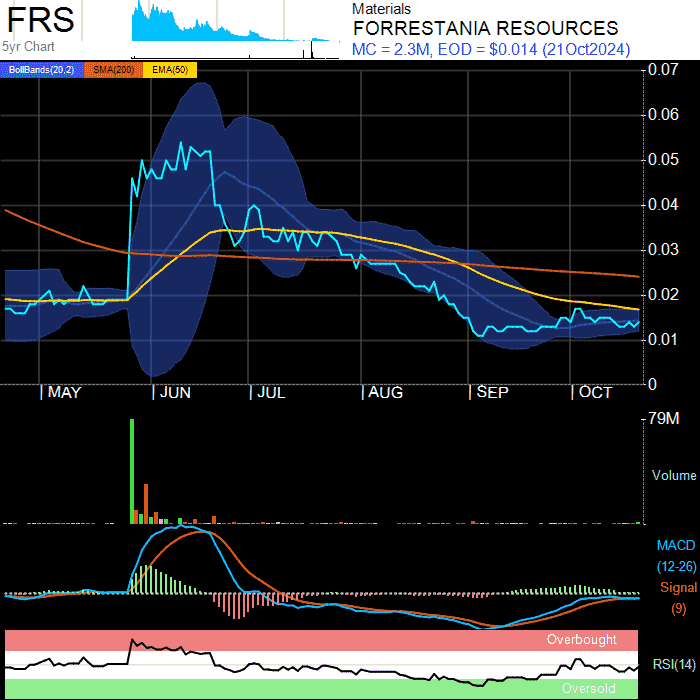 FRS
5yr Chart
Materials
FORRESTANIA RESOURCES
MC = 2.3M, EOD = $0.014 (21Oct2024)
BollBands(20,2) SMA(200) EMA(50)
0.07
0.06
0.05
0.04
0.03
0.02
0.01
0
| MAY | JUN | JUL | AUG | SEP | OCT
79M
Volume
MACD
(12-26)
Signal
(9)
Overbought
RSI(14)
Oversold